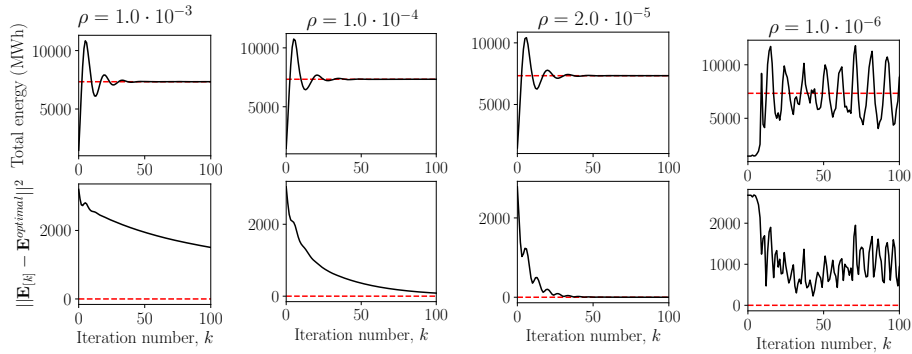 ρ = 1.0 · 10⁻³
ρ = 1.0 · 10⁻⁴
ρ = 2.0 · 10⁻⁵
ρ = 1.0 · 10⁻⁶
Total energy (MWh)
10000
5000
0 50 100
10000
5000
0 50 100
10000
5000
0 50 100
10000
5000
0 50 100
||E[k] − E^optimal||²
2000
0
0 50 100
Iteration number, k
2000
0
0 50 100
Iteration number, k
2000
0
0 50 100
Iteration number, k
2000
1000
0
0 50 100
Iteration number, k